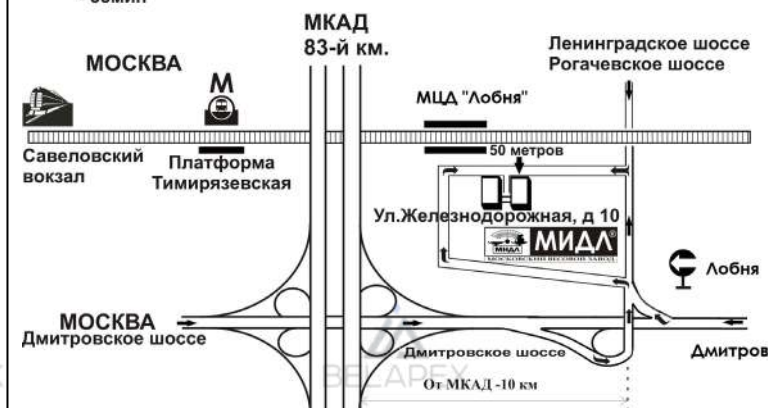 МКАД
83-й км.
МОСКВА
М
МЦД "Лобня"
Ленинградское шоссе
Рогачевское шоссе
Савеловский
вокзал
Платформа
Тимирязевская
50 метров
Ул.Железнодорожная, д 10
МИДЛ
МИДЛ®
МОСКОВСКИЙ ВЕСОВОЙ ЗАВОД
Лобня
МОСКВА
Дмитровское шоссе
Дмитровское шоссе
Дмитров
BELAPEX
От МКАД -10 км